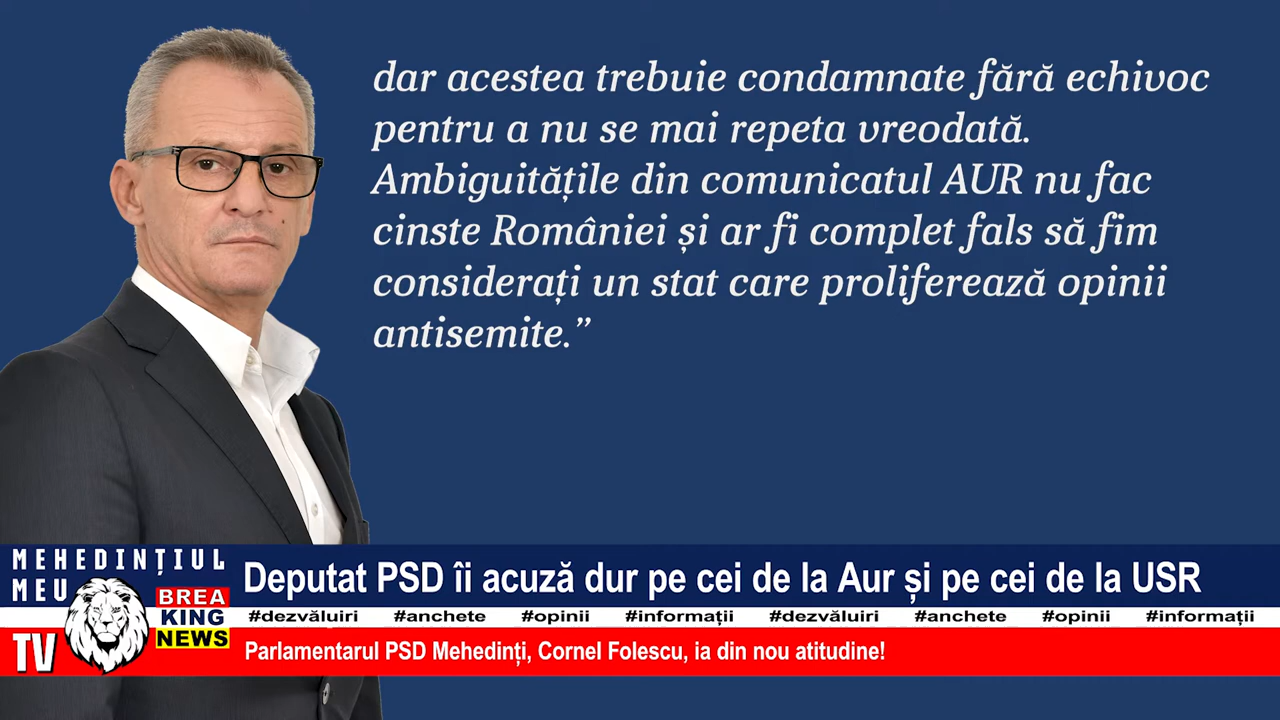 dar acestea trebuie condamnate fără echivoc
pentru a nu se mai repeta vreodată.
Ambiguitățile din comunicatul AUR nu fac
cinste României și ar fi complet fals să fim
considerați un stat care proliferează opinii
antisemite.”
MEHEDINȚIUL
MEU
TV
BREA
KING
NEWS
Deputat PSD îi acuză dur pe cei de la Aur și pe cei de la USR
#dezvăluiri #anchete #opinii #informații #dezvăluiri #anchete #opinii #informații
Parlamentarul PSD Mehedinți, Cornel Folescu, ia din nou atitudine!